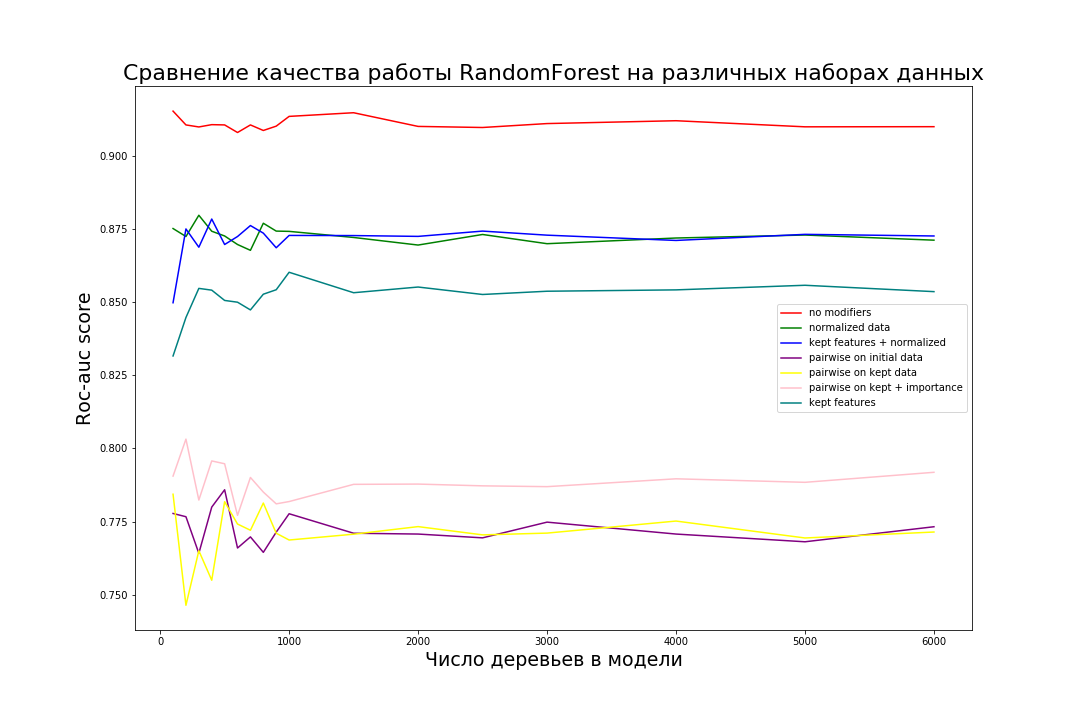 Сравнение качества работы RandomForest на различных наборах данных
Roc-auc score
0.900
0.875
0.850
0.825
0.800
0.775
0.750
no modifiers
normalized data
kept features + normalized
pairwise on initial data
pairwise on kept data
pairwise on kept + importance
kept features
0 1000 2000 3000 4000 5000 6000
Число деревьев в модели